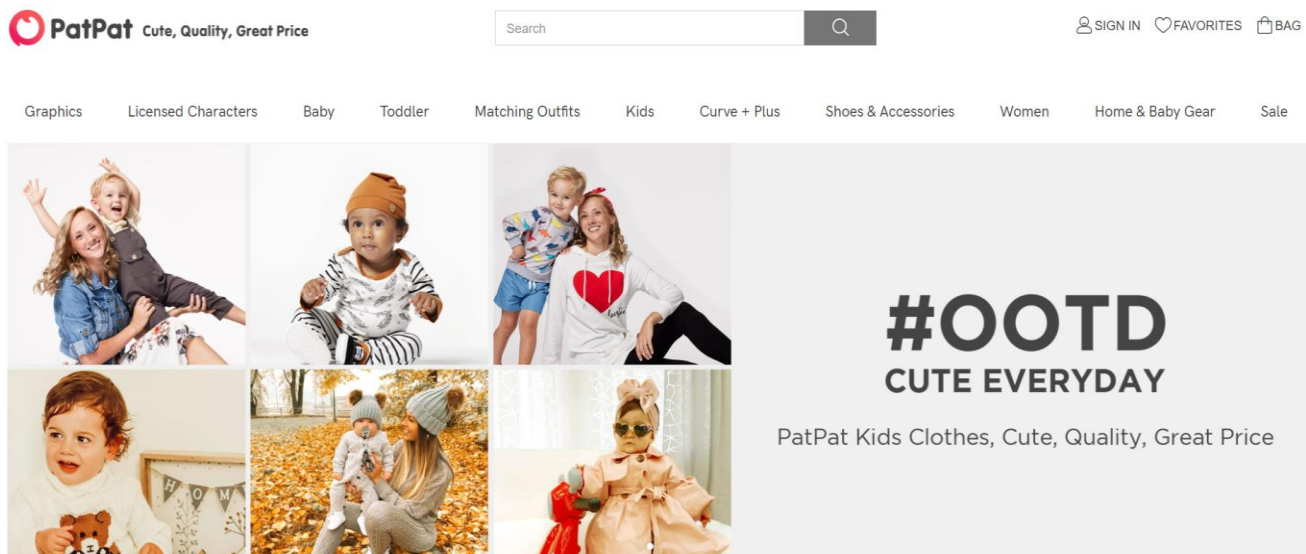 PatPat Cute, Quality, Great Price
Search
SIGN IN FAVORITES BAG
Graphics Licensed Characters Baby Toddler Matching Outfits Kids Curve + Plus Shoes & Accessories Women Home & Baby Gear Sale
#OOTD
CUTE EVERYDAY
PatPat Kids Clothes, Cute, Quality, Great Price
HOM